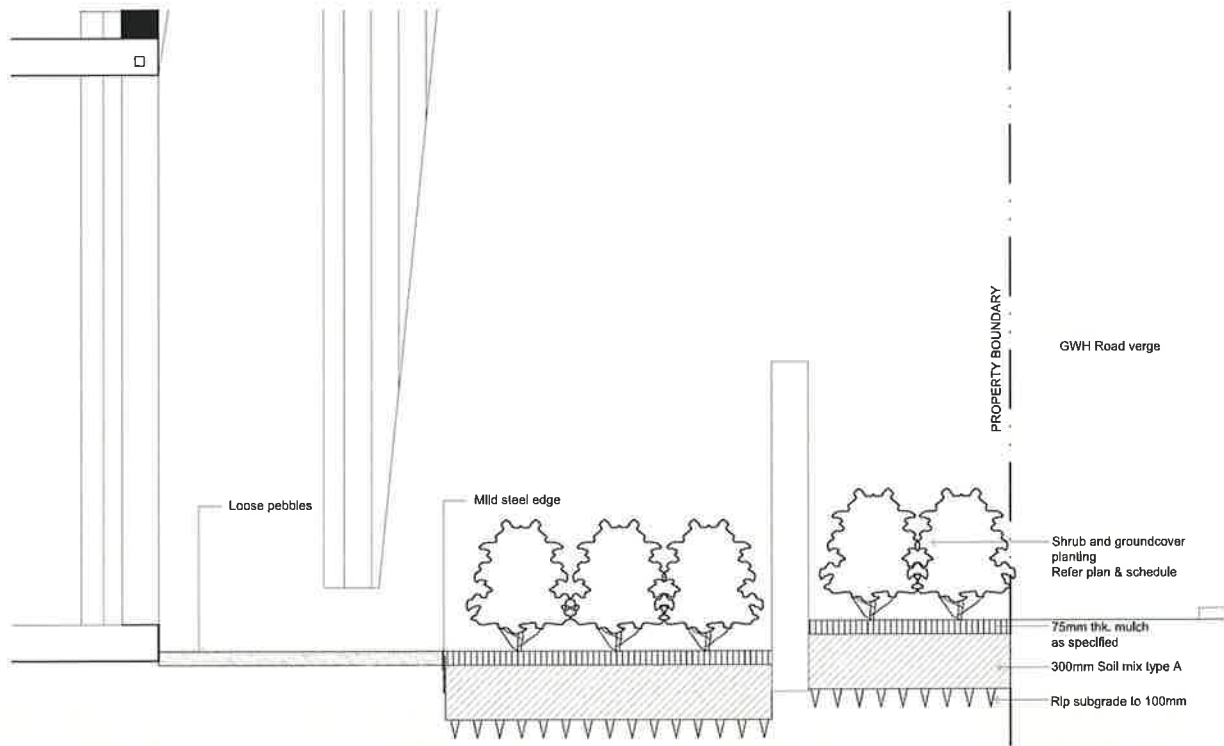 PROPERTY BOUNDARY
GWH Road verge
Loose pebbles
Mild steel edge
Shrub and groundcover
planting
Refer plan & schedule
75mm thk. mulch
as specified
300mm Soil mix type A
Rip subgrade to 100mm